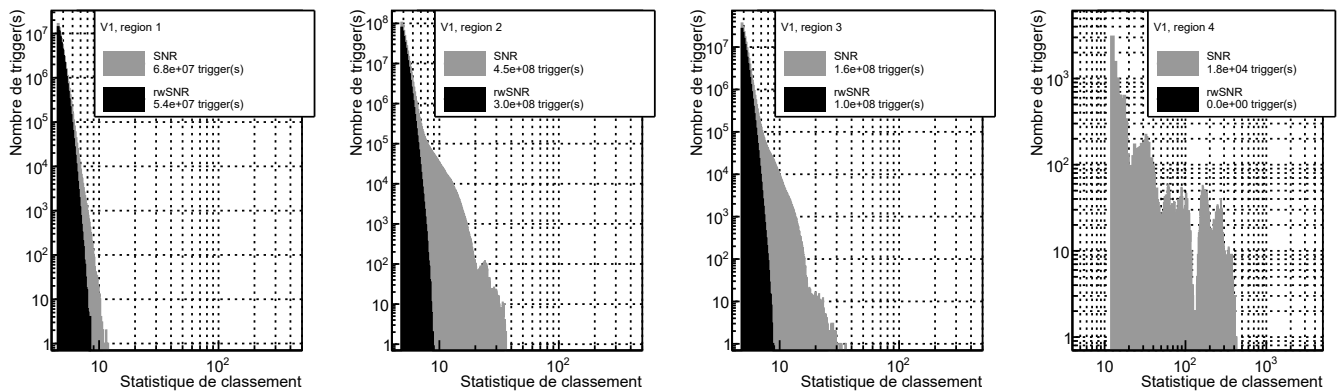 V1, region 1
SNR
6.8e+07 trigger(s)
rwSNR
5.4e+07 trigger(s)
Nombre de trigger(s)
10^7
10^6
10^5
10^4
10^3
10^2
10
1
10
10^2
Statistique de classement
V1, region 2
SNR
4.5e+08 trigger(s)
rwSNR
3.0e+08 trigger(s)
Nombre de trigger(s)
10^8
10^7
10^6
10^5
10^4
10^3
10^2
10
1
10
10^2
Statistique de classement
V1, region 3
SNR
1.6e+08 trigger(s)
rwSNR
1.0e+08 trigger(s)
Nombre de trigger(s)
10^7
10^6
10^5
10^4
10^3
10^2
10
1
10
10^2
Statistique de classement
V1, region 4
SNR
1.8e+04 trigger(s)
rwSNR
0.0e+00 trigger(s)
Nombre de trigger(s)
10^3
10^2
10
1
10
10^2
10^3
Statistique de classement